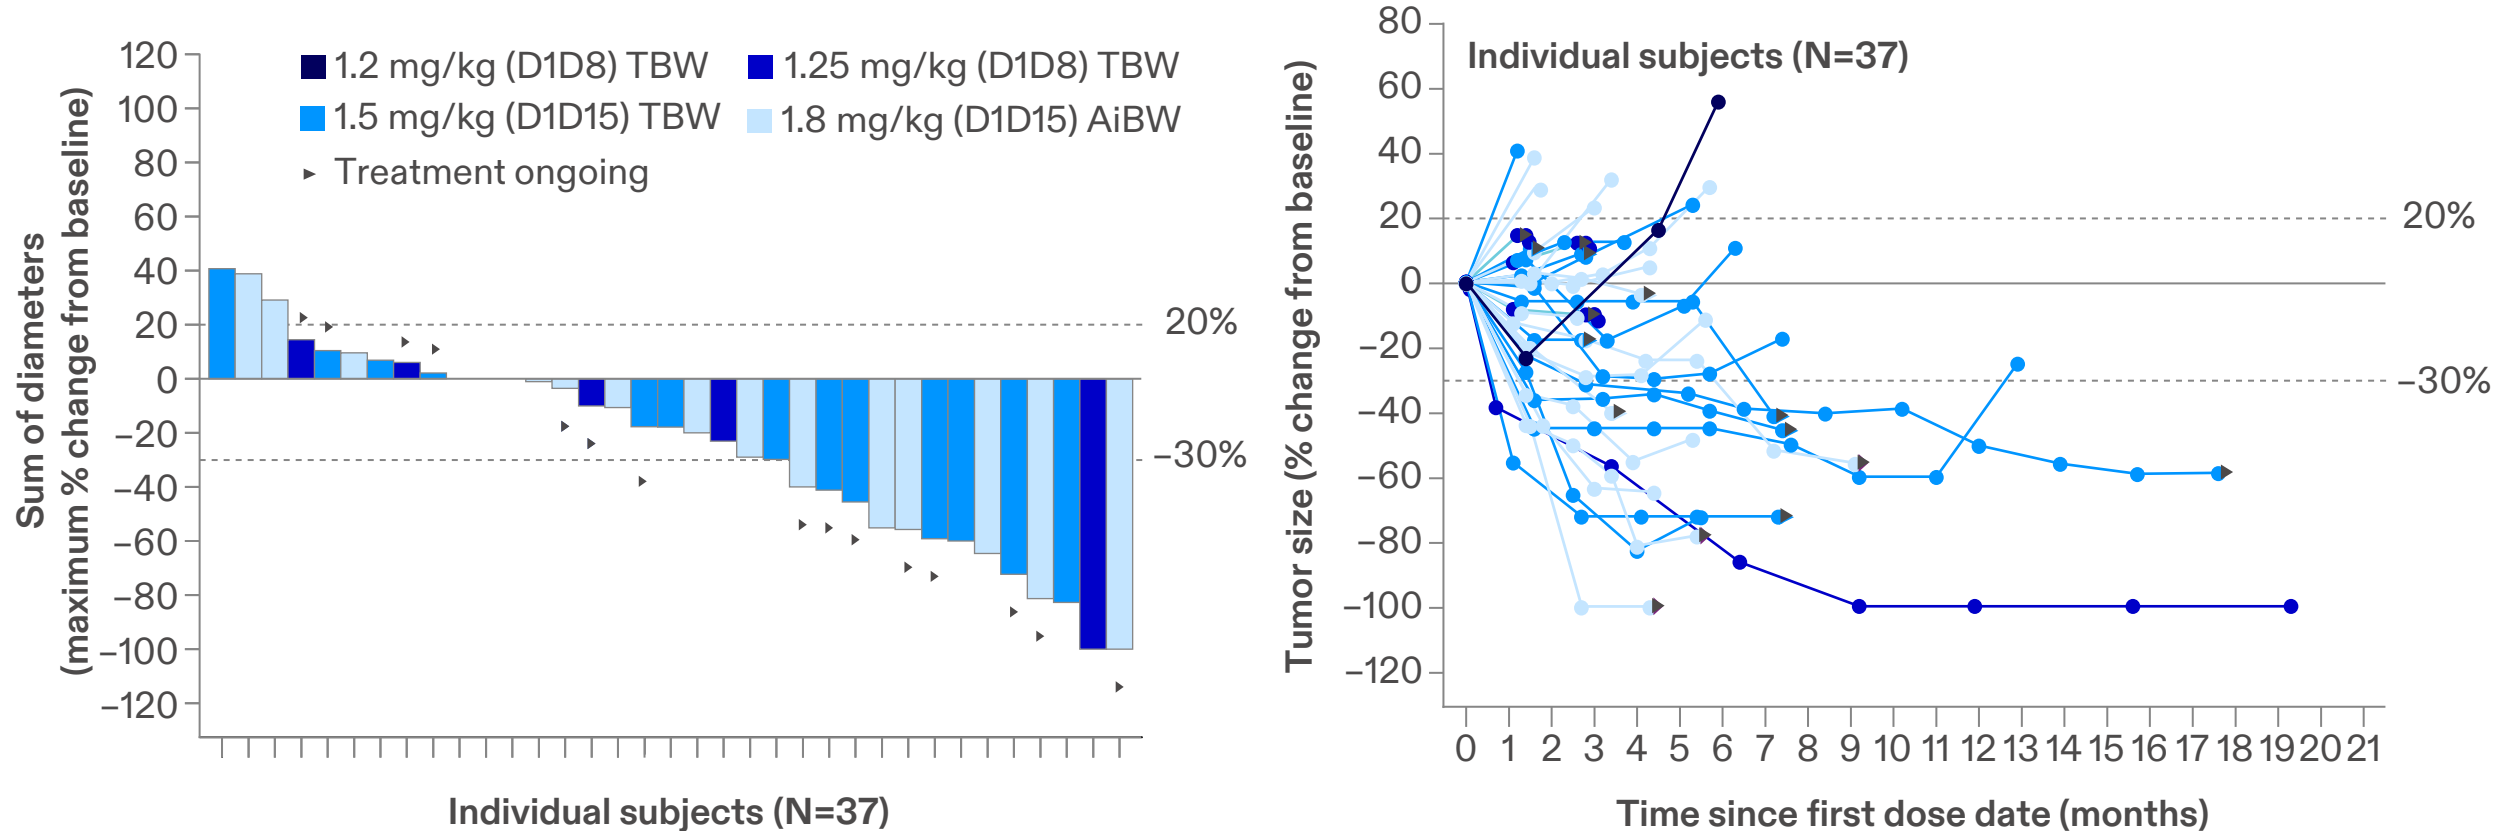 Sum of diameters
(maximum % change from baseline)
120
100
80
60
40
20
0
−20
−40
−60
−80
−100
−120
1.2 mg/kg (D1D8) TBW
1.25 mg/kg (D1D8) TBW
1.5 mg/kg (D1D15) TBW
1.8 mg/kg (D1D15) AiBW
Treatment ongoing
20%
−30%
Individual subjects (N=37)
Tumor size (% change from baseline)
80
60
40
20
0
−20
−40
−60
−80
−100
−120
Individual subjects (N=37)
20%
−30%
0 1 2 3 4 5 6 7 8 9 10 11 12 13 14 15 16 17 18 19 20 21
Time since first dose date (months)